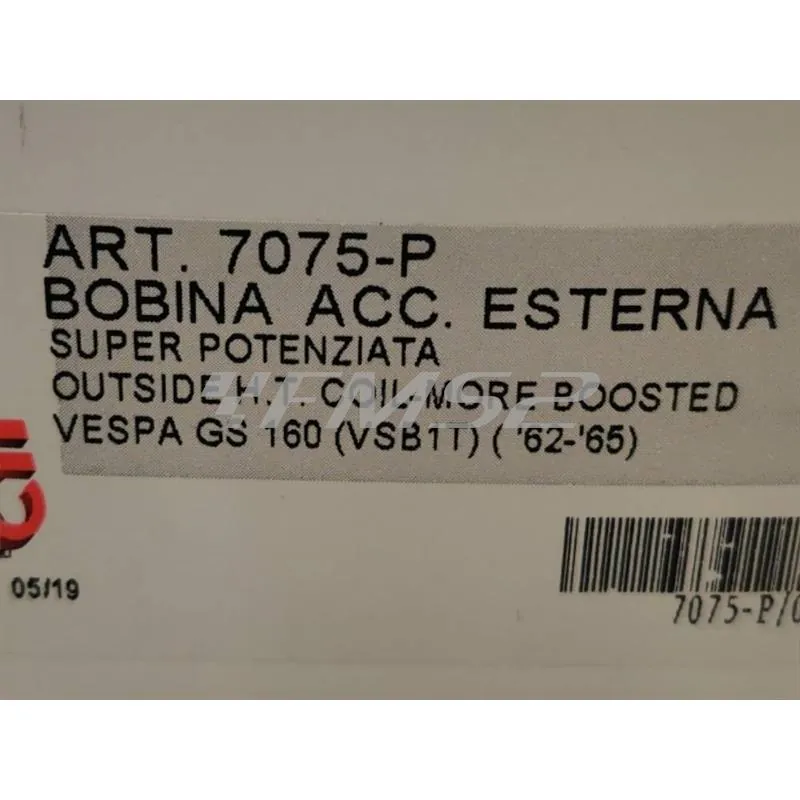 ART. 7075-P
BOBINA ACC. ESTERNA
SUPER POTENZIATA
OUTSIDE H.T. COIL-MORE BOOSTED
VESPA GS 160 (VSB1T) ( '62-'65)
05/19
7075-P/0